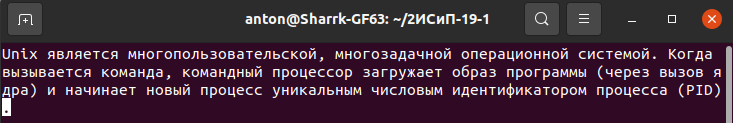 anton@Sharrk-GF63: ~/2ИСиП-19-1
Unix является многопользовательской, многозадачной операционной системой. Когда
вызывается команда, командный процессор загружает образ программы (через вызов я
дра) и начинает новый процесс уникальным числовым идентификатором процесса (PID)
.